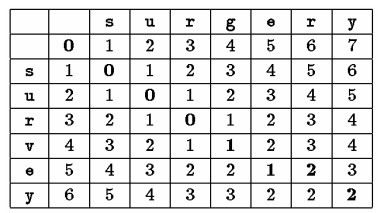 s u r g e r y
0 1 2 3 4 5 6 7
s 1 0 1 2 3 4 5 6
u 2 1 0 1 2 3 4 5
r 3 2 1 0 1 2 3 4
v 4 3 2 1 1 2 3 4
e 5 4 3 2 2 1 2 3
y 6 5 4 3 3 2 2 2